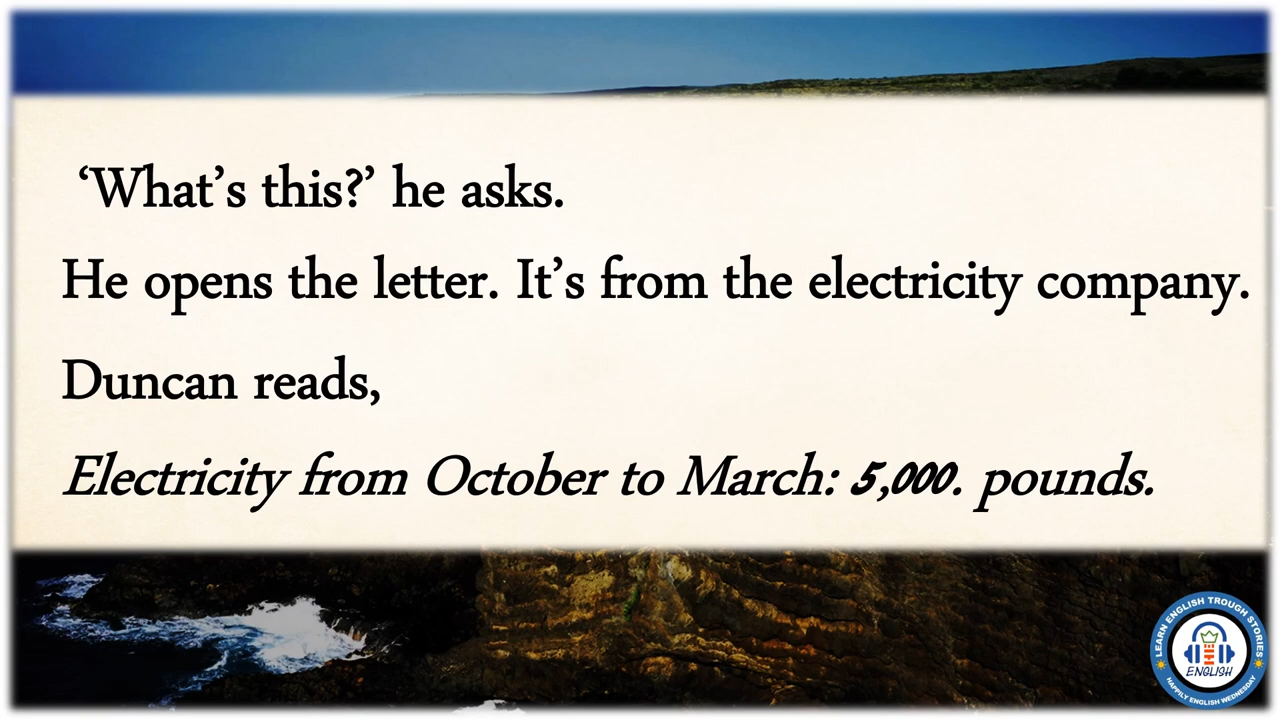 ‘What’s this?’ he asks.
He opens the letter. It’s from the electricity company.
Duncan reads,
Electricity from October to March: 5,000. pounds.
LEARN ENGLISH TROUGH STORIES
ENGLISH
HAPPILY ENGLISH WEDNESDAY